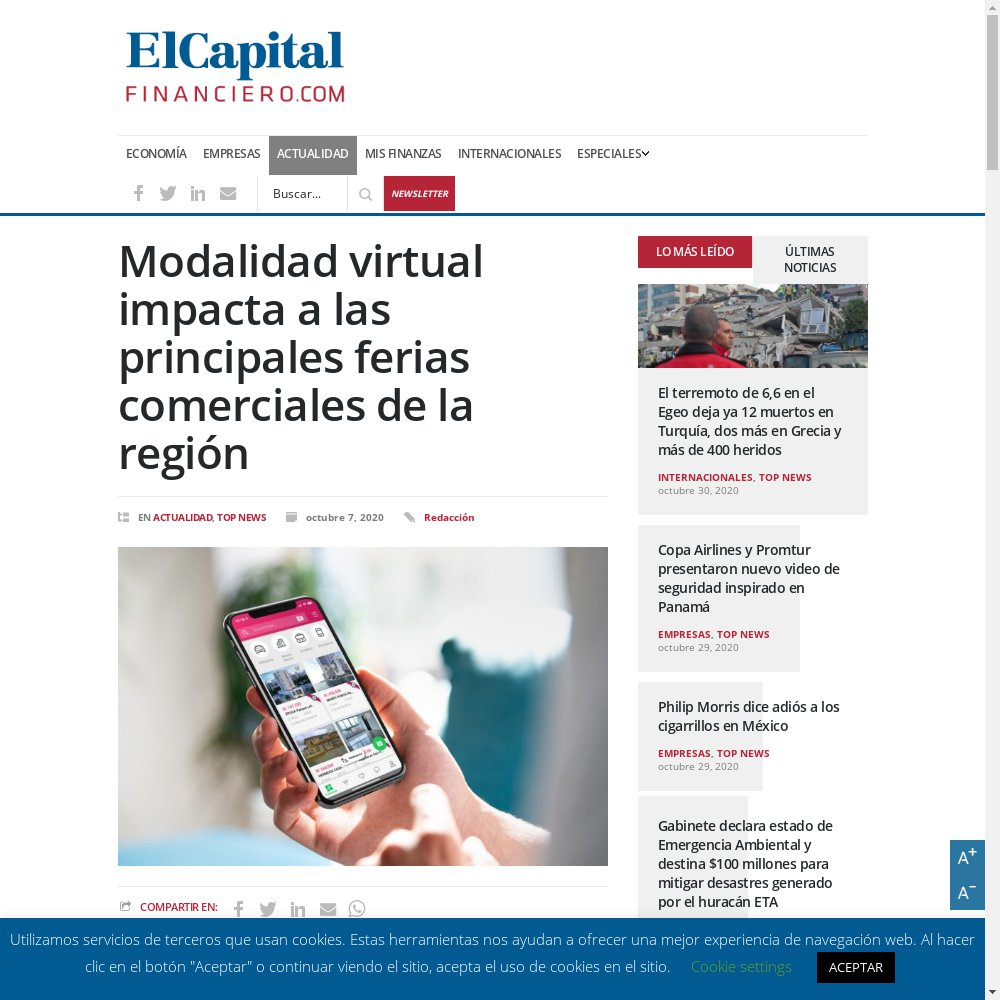 ElCapital
FINANCIERO.COM
ECONOMÍA EMPRESAS ACTUALIDAD MIS FINANZAS INTERNACIONALES ESPECIALES
Buscar...
NEWSLETTER
Modalidad virtual
impacta a las
principales ferias
comerciales de la
región
EN ACTUALIDAD, TOP NEWS octubre 7, 2020 Redacción
COMPARTIR EN:
LO MÁS LEÍDO
ÚLTIMAS
NOTICIAS
El terremoto de 6,6 en el
Egeo deja ya 12 muertos en
Turquía, dos más en Grecia y
más de 400 heridos
INTERNACIONALES, TOP NEWS
octubre 30, 2020
Copa Airlines y Promtur
presentaron nuevo video de
seguridad inspirado en
Panamá
EMPRESAS, TOP NEWS
octubre 29, 2020
Philip Morris dice adiós a los
cigarrillos en México
EMPRESAS, TOP NEWS
octubre 29, 2020
Gabinete declara estado de
Emergencia Ambiental y
destina $100 millones para
mitigar desastres generado
por el huracán ETA
A+
A-
Utilizamos servicios de terceros que usan cookies. Estas herramientas nos ayudan a ofrecer una mejor experiencia de navegación web. Al hacer
clic en el botón "Aceptar" o continuar viendo el sitio, acepta el uso de cookies en el sitio. Cookie settings ACEPTAR